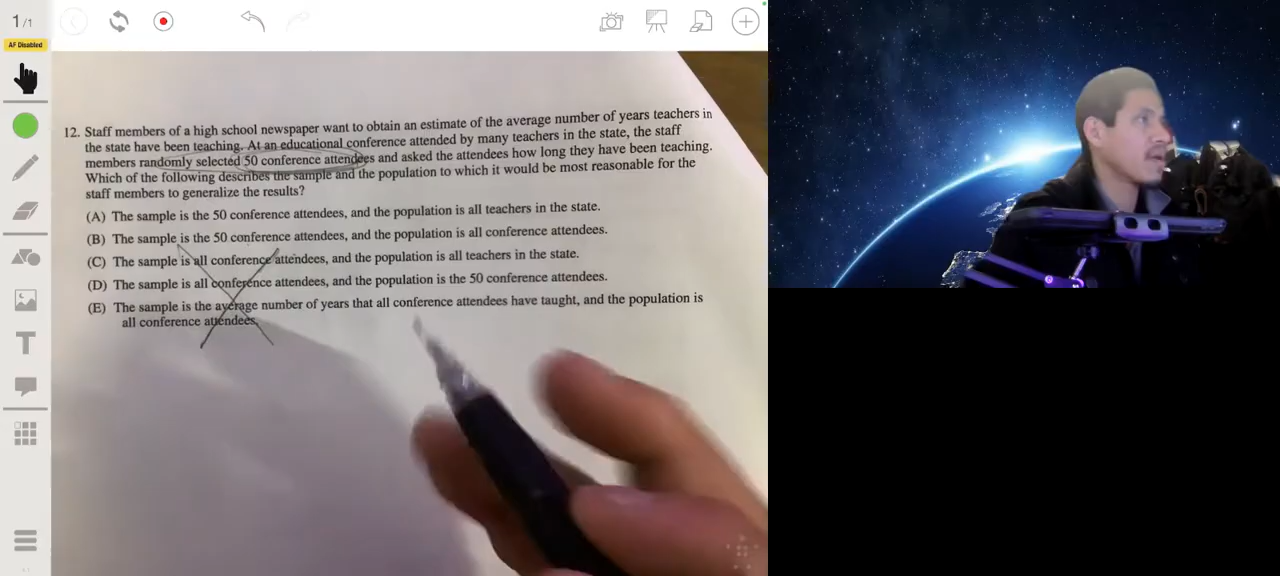 1/1
AF Disabled
12. Staff members of a high school newspaper want to obtain an estimate of the average number of years teachers in
the state have been teaching. At an educational conference attended by many teachers in the state, the staff
members randomly selected 50 conference attendees and asked the attendees how long they have been teaching.
Which of the following describes the sample and the population to which it would be most reasonable for the
staff members to generalize the results?
(A) The sample is the 50 conference attendees, and the population is all teachers in the state.
(B) The sample is the 50 conference attendees, and the population is all conference attendees.
(C) The sample is all conference attendees, and the population is all teachers in the state.
(D) The sample is all conference attendees, and the population is the 50 conference attendees.
(E) The sample is the average number of years that all conference attendees have taught, and the population is
all conference attendees.
T